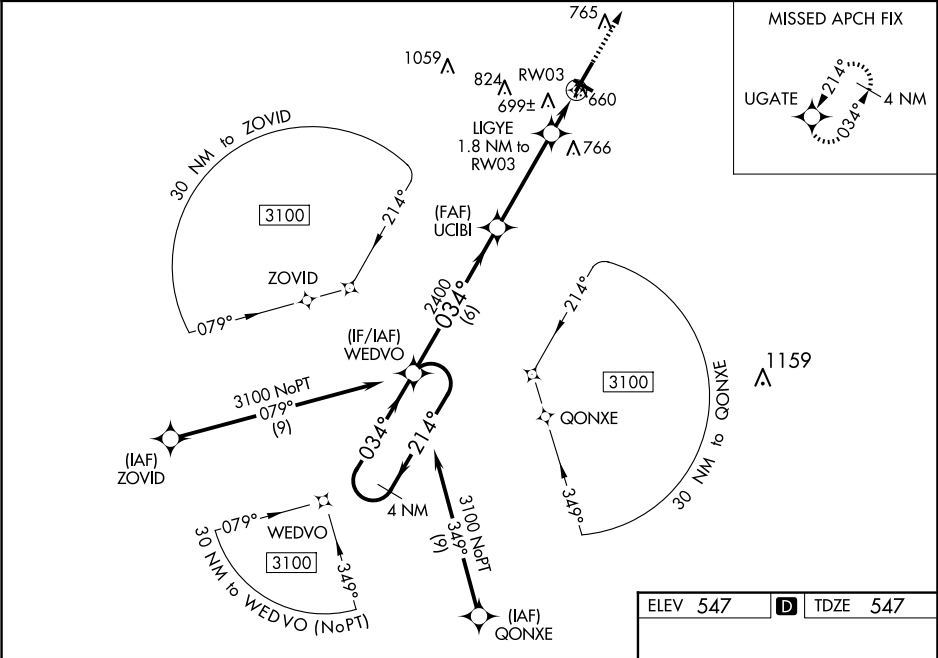 765
MISSED APCH FIX
1059
824
RW03
699±
660
UGATE
214°
034°
4 NM
LIGYE
1.8 NM to
RW03
766
30 NM to ZOVID
3100
214°
ZOVID
079°
(FAF)
UCIBI
2400
034°
(6)
(IF/IAF)
WEDVO
3100 NoPT
079°
(9)
(IAF)
ZOVID
034°
214°
4 NM
214°
3100
QONXE
349°
30 NM to QONXE
1159
079°
WEDVO
3100
349°
30 NM to WEDVO (NoPT)
3100 NoPT
349°
(9)
(IAF)
QONXE
ELEV 547 D TDZE 547